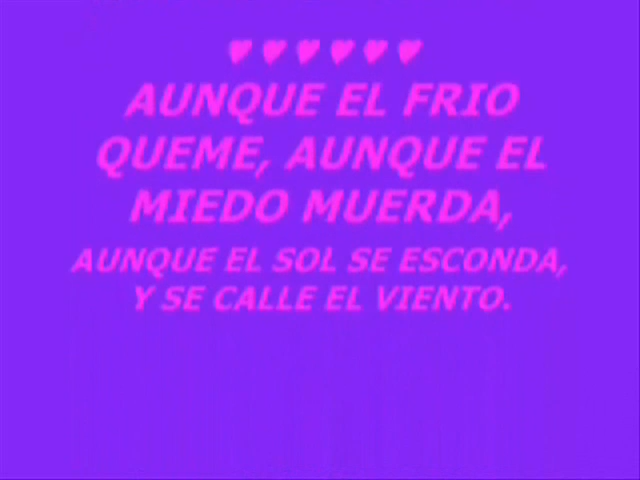 ♥ ♥ ♥ ♥ ♥ ♥
AUNQUE EL FRIO
QUEME, AUNQUE EL
MIEDO MUERDA,
AUNQUE EL SOL SE ESCONDA,
Y SE CALLE EL VIENTO.